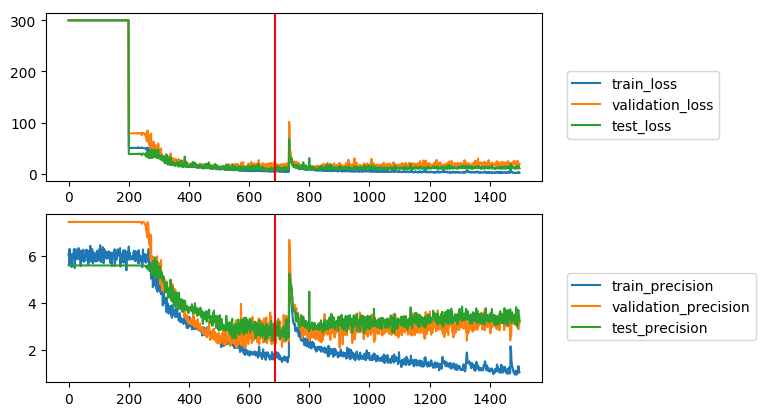 300
200
100
0
0 200 400 600 800 1000 1200 1400
train_loss
validation_loss
test_loss
6
4
2
0 200 400 600 800 1000 1200 1400
train_precision
validation_precision
test_precision